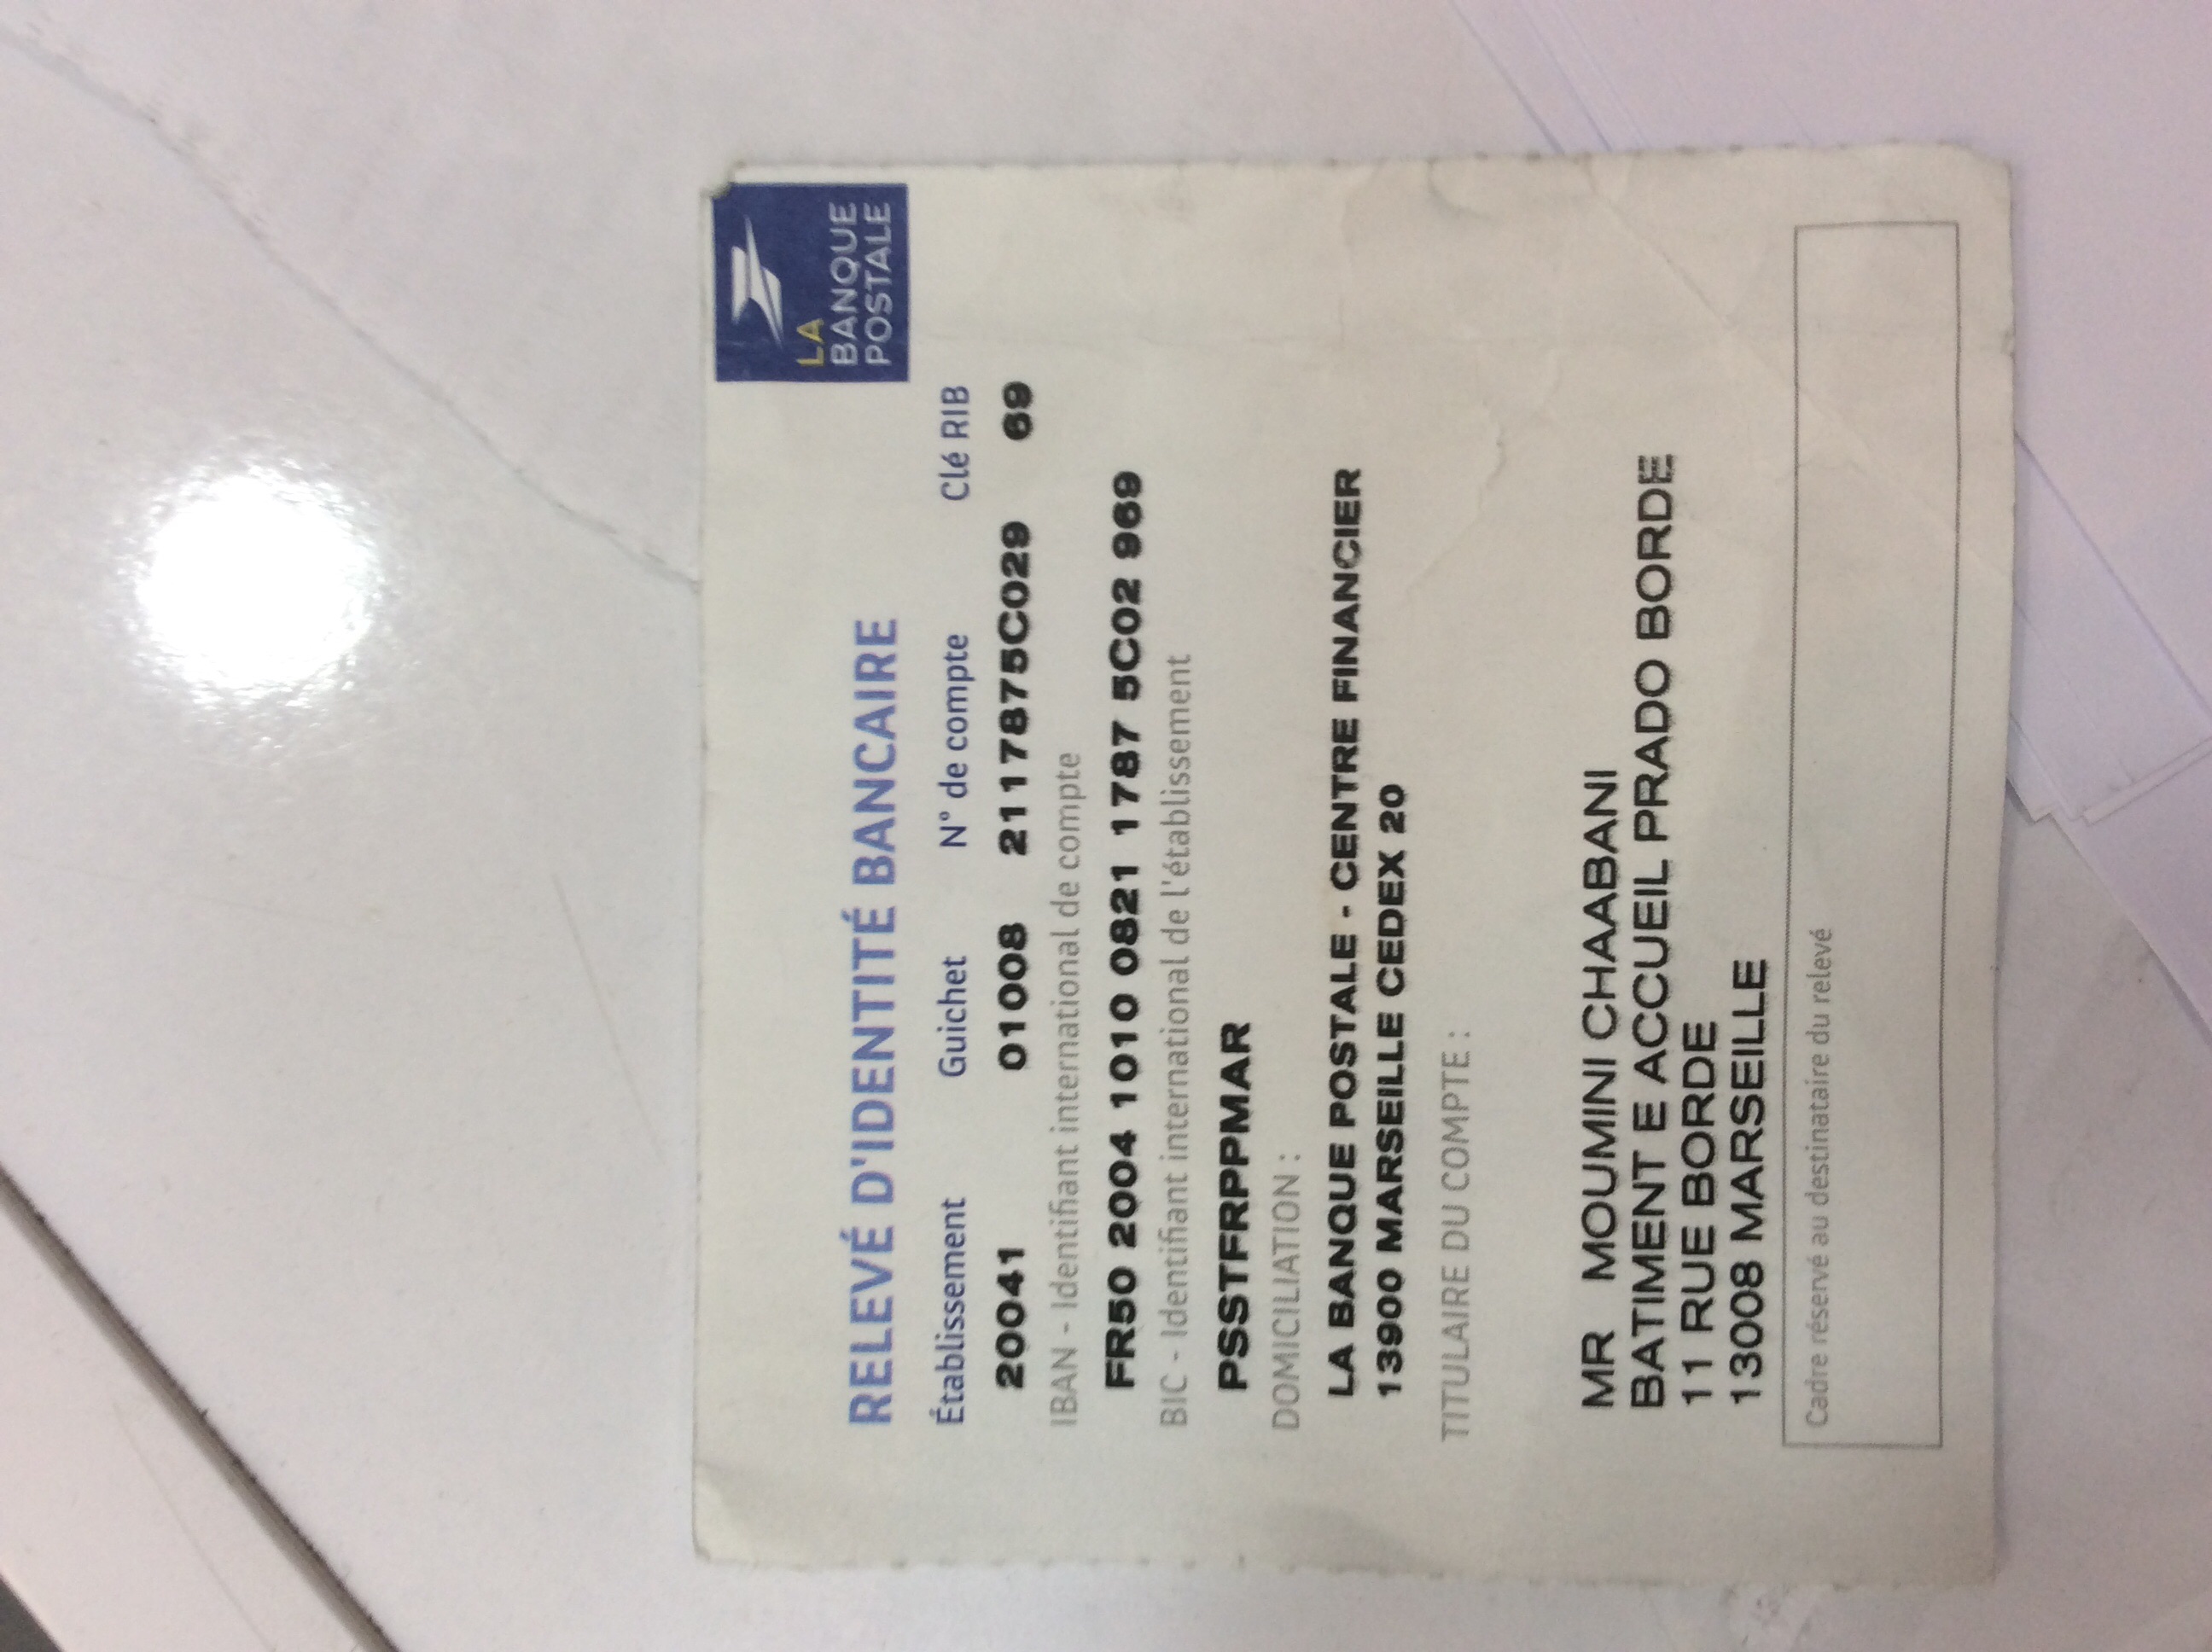 LA
BANQUE
POSTALE
RELEVÉ D'IDENTITÉ BANCAIRE
Établissement Guichet N° de compte Clé RIB
20041 01008 2117875C029 69
IBAN - Identifiant international de compte
FR50 2004 1010 0821 1787 5C02 969
BIC - Identifiant international de l'établissement
PSSTFRPPMAR
DOMICILIATION :
LA BANQUE POSTALE - CENTRE FINANCIER
13900 MARSEILLE CEDEX 20
TITULAIRE DU COMPTE :
MR MOUMINI CHAABANI
BATIMENT E ACCUEIL PRADO BORDE
11 RUE BORDE
13008 MARSEILLE
Cadre réservé au destinataire du relevé